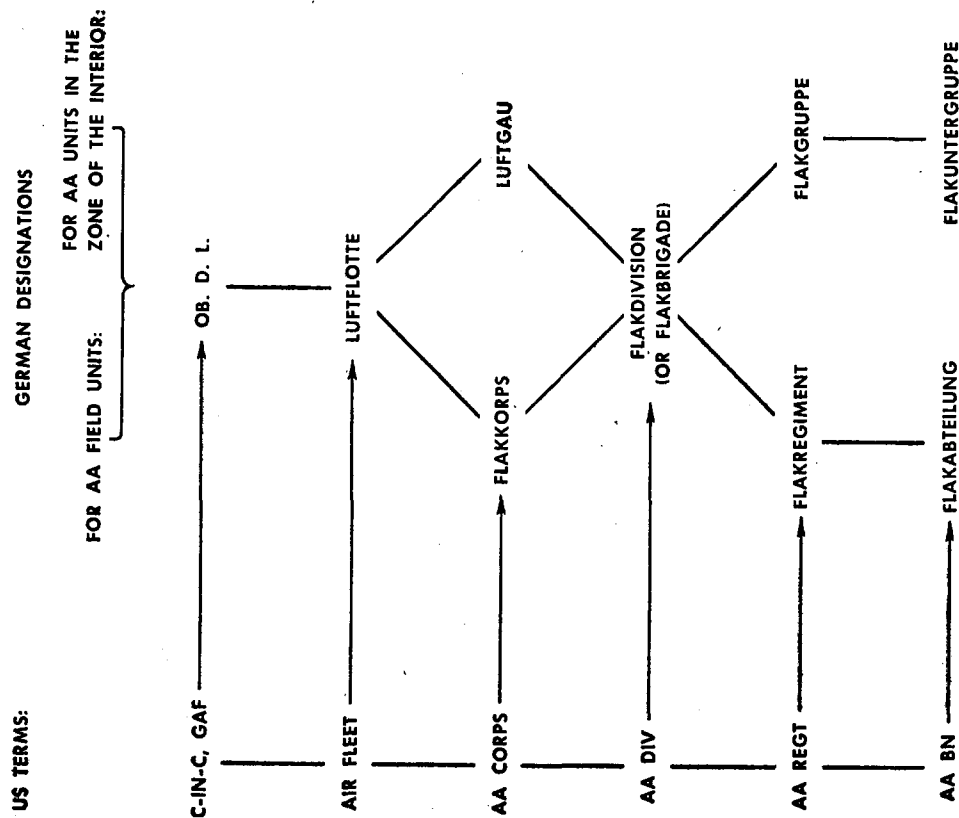 US TERMS:
GERMAN DESIGNATIONS
FOR AA FIELD UNITS:
FOR AA UNITS IN THE
ZONE OF THE INTERIOR:
C-IN-C, GAF
OB. D. L.
AIR FLEET
LUFTFLOTTE
AA CORPS
FLAKKORPS
LUFTGAU
AA DIV
FLAKDIVISION
(OR FLAKBRIGADE)
AA REGT
FLAKREGIMENT
FLAKGRUPPE
AA BN
FLAKABTEILUNG
FLAKUNTERGRUPPE